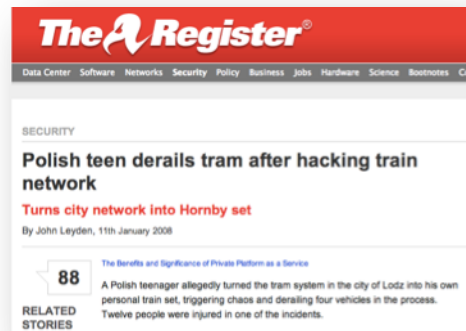 The Register®
Data Center Software Networks Security Policy Business Jobs Hardware Science Bootnotes
SECURITY
Polish teen derails tram after hacking train
network
Turns city network into Hornby set
By John Leyden, 11th January 2008
88
RELATED
STORIES
The Benefits and Significance of Private Platform as a Service
A Polish teenager allegedly turned the tram system in the city of Lodz into his own
personal train set, triggering chaos and derailing four vehicles in the process.
Twelve people were injured in one of the incidents.